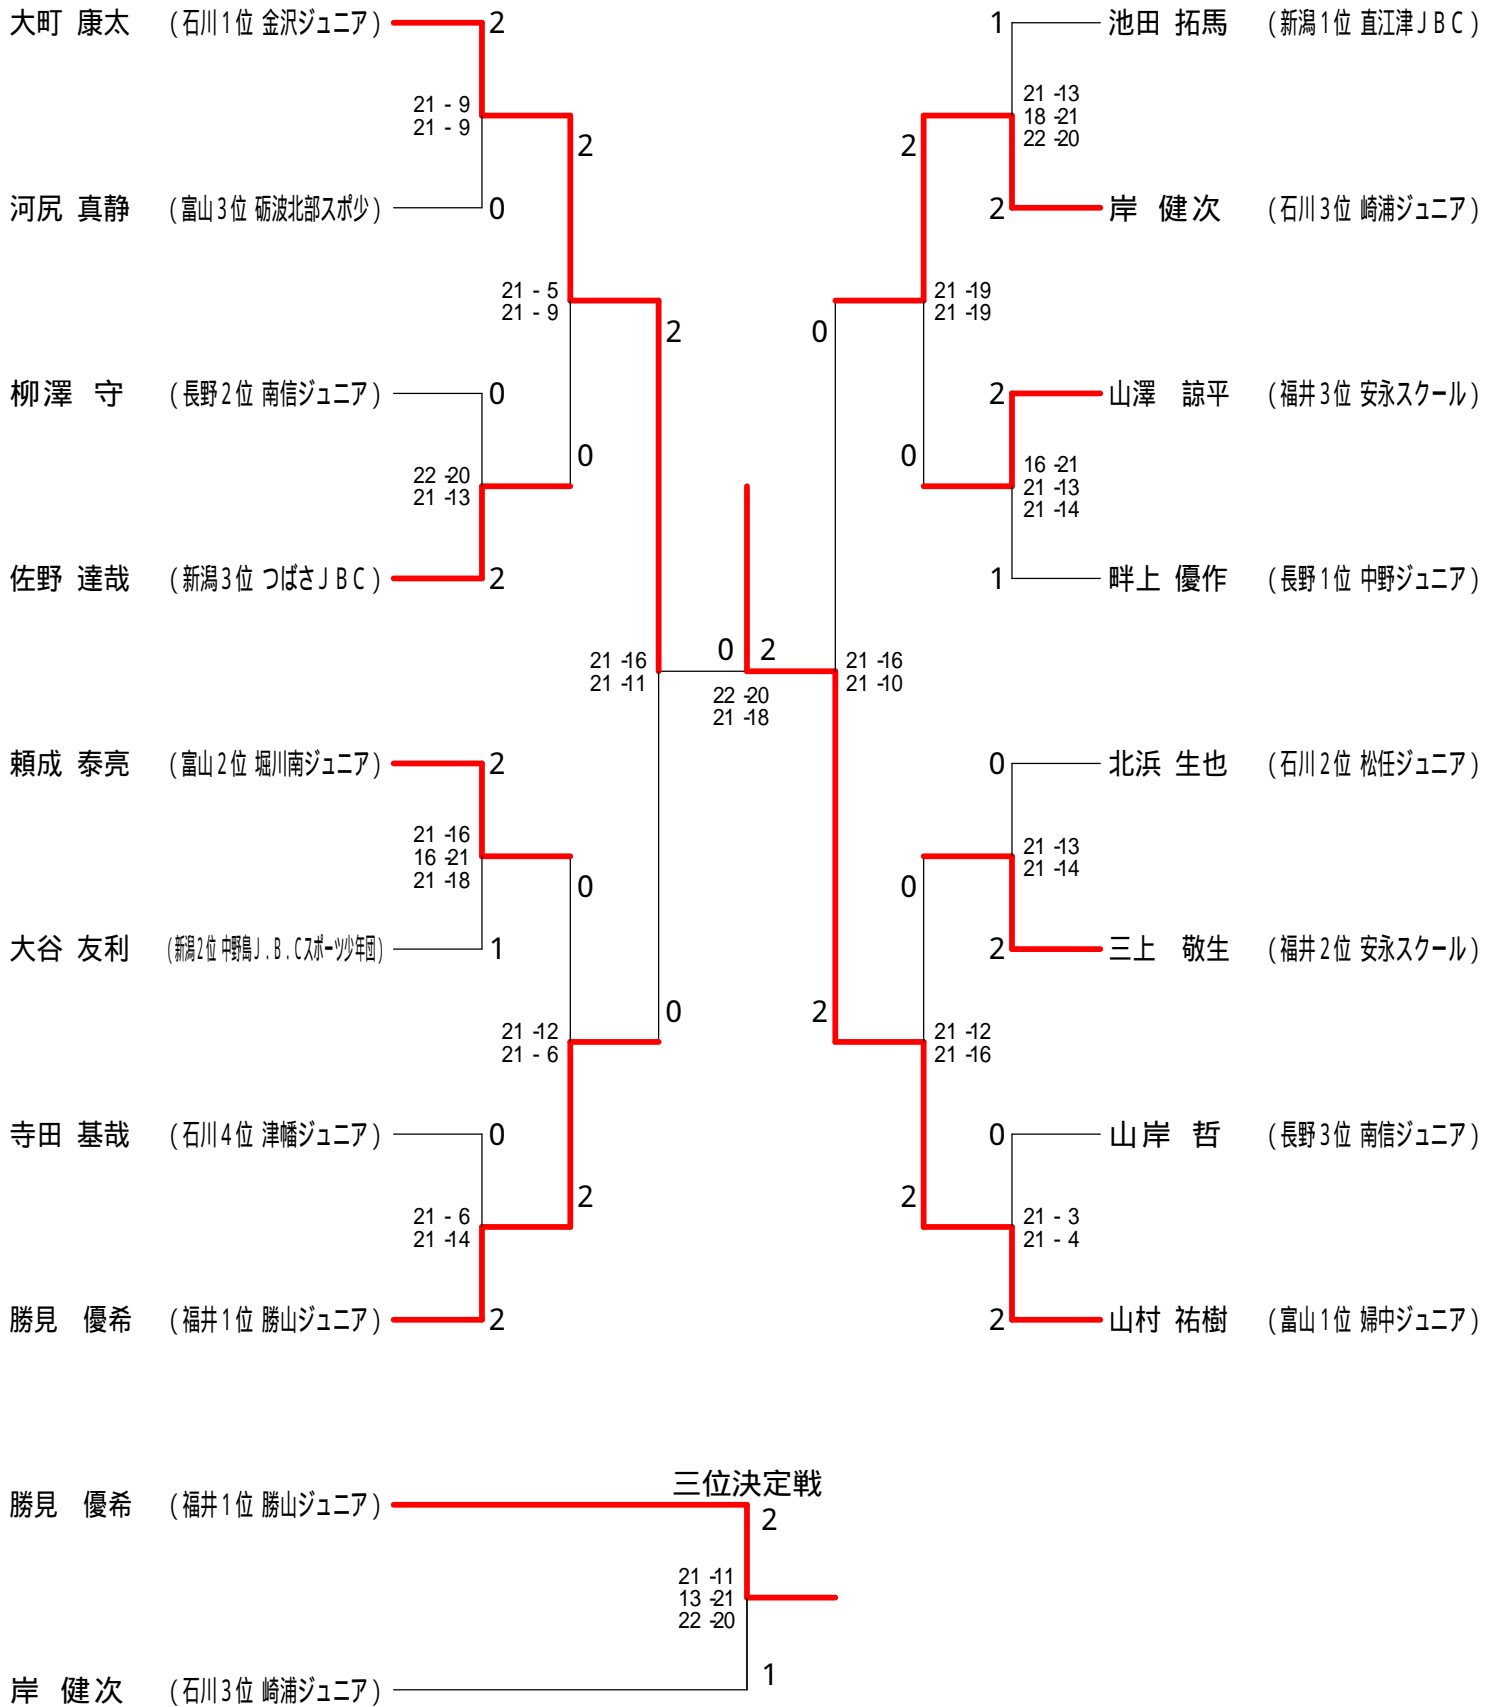 大町 康太 (石川1位 金沢ジュニア) 2
21 - 9
21 - 9
2
河尻 真静 (富山3位 砺波北部スポ少) 0
21 - 5
21 - 9
2
柳澤 守 (長野2位 南信ジュニア) 0
22 -20
21 -13
0
佐野 達哉 (新潟3位 つばさJBC) 2
21 -16
21 -11
頼成 泰亮 (富山2位 堀川南ジュニア) 2
21 -16
16 -21
21 -18
0
大谷 友利 (新潟2位 中野島J.B.Cスポーツ少年団) 1
21 -12
21 - 6
0
寺田 基哉 (石川4位 津幡ジュニア) 0
21 - 6
21 -14
2
勝見 優希 (福井1位 勝山ジュニア) 2
0 2
22 -20
21 -18
1 池田 拓馬 (新潟1位 直江津JBC)
21 -13
18 -21
22 -20
2
2 岸 健次 (石川3位 崎浦ジュニア)
21 -19
21 -19
0
2 山澤 諒平 (福井3位 安永スクール)
16 -21
21 -13
21 -14
0
1 畔上 優作 (長野1位 中野ジュニア)
21 -16
21 -10
0 北浜 生也 (石川2位 松任ジュニア)
21 -13
21 -14
0
2 三上 敬生 (福井2位 安永スクール)
21 -12
21 -16
2
0 山岸 哲 (長野3位 南信ジュニア)
21 - 3
21 - 4
2
2 山村 祐樹 (富山1位 婦中ジュニア)
三位決定戦
勝見 優希 (福井1位 勝山ジュニア) 2
21 -11
13 -21
22 -20
岸 健次 (石川3位 崎浦ジュニア) 1